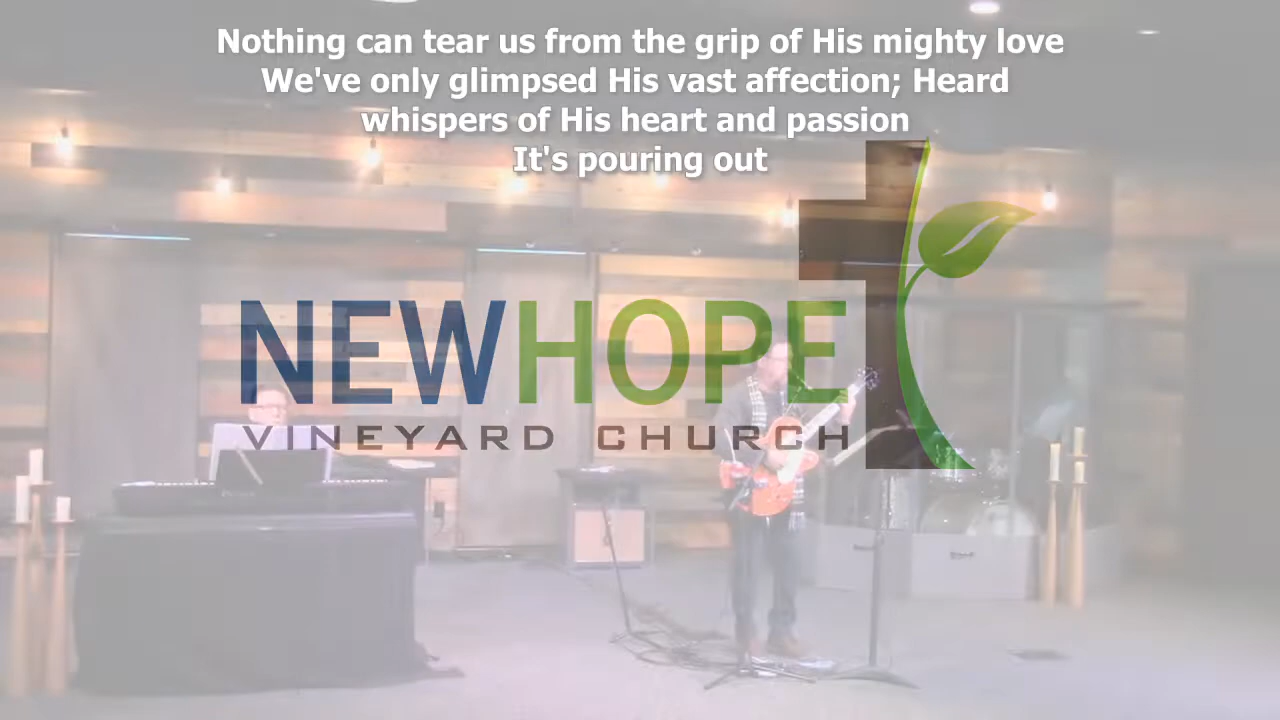 Nothing can tear us from the grip of His mighty love
We've only glimpsed His vast affection; Heard
whispers of His heart and passion
It's pouring out
NEWHOPE
VINEYARD CHURCH